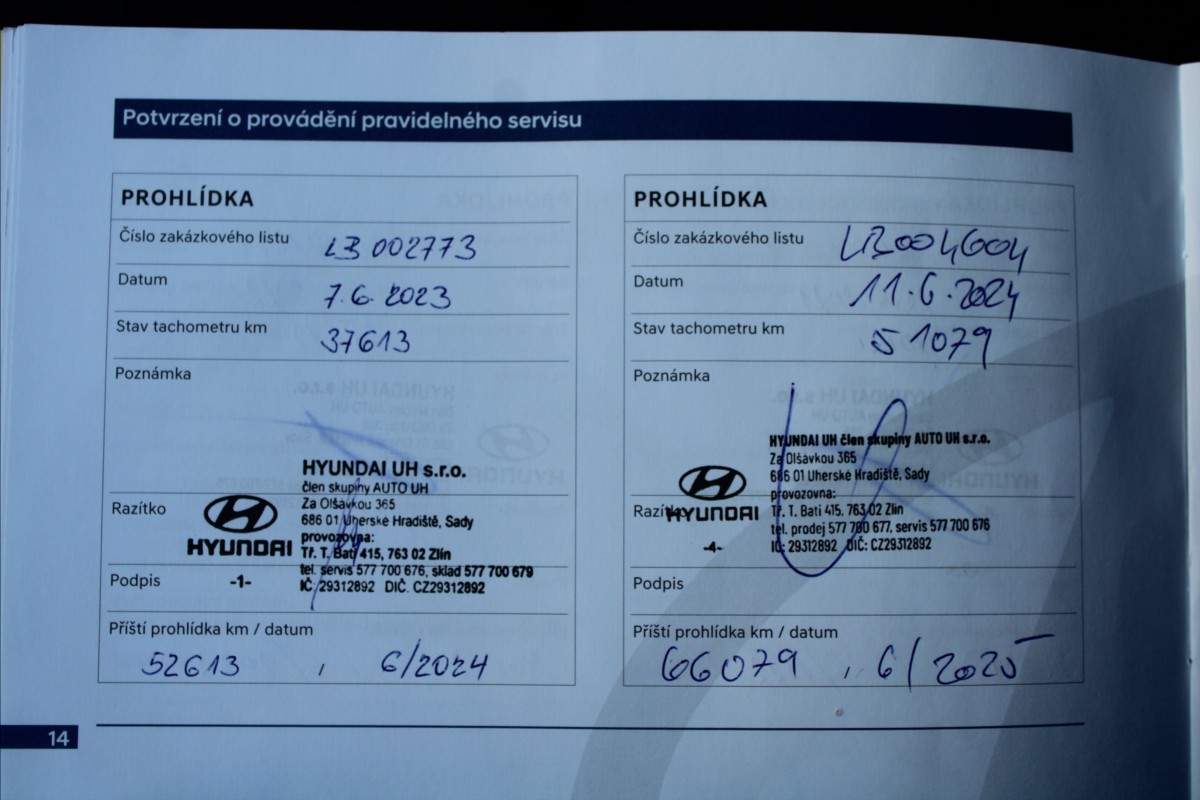 Potvrzení o provádění pravidelného servisu
PROHLÍDKA
Číslo zakázkového listu LB002773
Datum 7.6.2023
Stav tachometru km 37613
Poznámka
HYUNDAI UH s.r.o.
člen skupiny AUTO UH
Za Olšávkou 365
686 01 Uherské Hradiště, Sady
provozovna:
Tř. T. Bati 415, 763 02 Zlín
tel. servis 577 700 676, sklad 577 700 679
IČ: 29312892 DIČ. CZ29312892
Razítko
HYUNDAI
Podpis -1-
Příští prohlídka km / datum
52613 , 6/2024
PROHLÍDKA
Číslo zakázkového listu LB004604
Datum 11.6.2024
Stav tachometru km 51079
Poznámka
HYUNDAI UH člen skupiny AUTO UH s.r.o.
Za Olšávkou 365
686 01 Uherské Hradiště, Sady
provozovna:
Tř. T. Bati 415, 763 02 Zlín
tel. prodej 577 700 677, servis 577 700 676
IČ: 29312892 DIČ: CZ29312892
Razítko
HYUNDAI
-4-
Podpis
Příští prohlídka km / datum
66079 , 6/2025
14